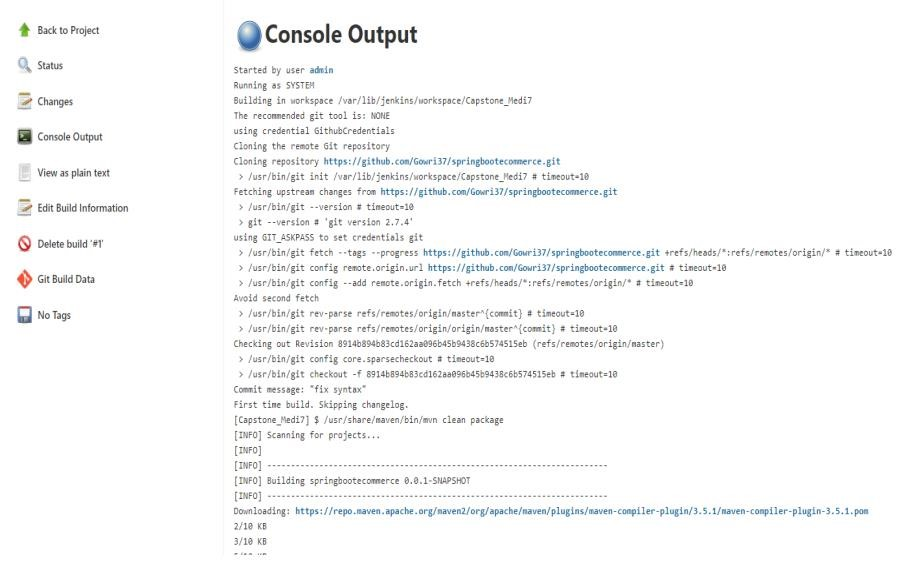 Back to Project
Status
Changes
Console Output
View as plain text
Edit Build Information
Delete build '#1'
Git Build Data
No Tags
Console Output
Started by user admin
Running as SYSTEM
Building in workspace /var/lib/jenkins/workspace/Capstone_Medi7
The recommended git tool is: NONE
using credential GithubCredentials
Cloning the remote Git repository
Cloning repository https://github.com/Gowri37/springbootecommerce.git
> /usr/bin/git init /var/lib/jenkins/workspace/Capstone_Medi7 # timeout=10
Fetching upstream changes from https://github.com/Gowri37/springbootecommerce.git
> /usr/bin/git --version # timeout=10
> git --version # 'git version 2.7.4'
using GIT_ASKPASS to set credentials git
> /usr/bin/git fetch --tags --progress https://github.com/Gowri37/springbootecommerce.git +refs/heads/*:refs/remotes/origin/* # timeout=10
> /usr/bin/git config remote.origin.url https://github.com/Gowri37/springbootecommerce.git # timeout=10
> /usr/bin/git config --add remote.origin.fetch +refs/heads/*:refs/remotes/origin/* # timeout=10
Avoid second fetch
> /usr/bin/git rev-parse refs/remotes/origin/master^{commit} # timeout=10
> /usr/bin/git rev-parse refs/remotes/origin/origin/master^{commit} # timeout=10
Checking out Revision 8914b894b83cd162aa096b45b9438c6b574515eb (refs/remotes/origin/master)
> /usr/bin/git config core.sparsecheckout # timeout=10
> /usr/bin/git checkout -f 8914b894b83cd162aa096b45b9438c6b574515eb # timeout=10
Commit message: "fix syntax"
First time build. Skipping changelog.
[Capstone_Medi7] $ /usr/share/maven/bin/mvn clean package
[INFO] Scanning for projects...
[INFO]
[INFO] ------------------------------------------------------------------------
[INFO] Building springbootecommerce 0.0.1-SNAPSHOT
[INFO] ------------------------------------------------------------------------
Downloading: https://repo.maven.apache.org/maven2/org/apache/maven/plugins/maven-compiler-plugin/3.5.1/maven-compiler-plugin-3.5.1.pom
2/10 KB
3/10 KB